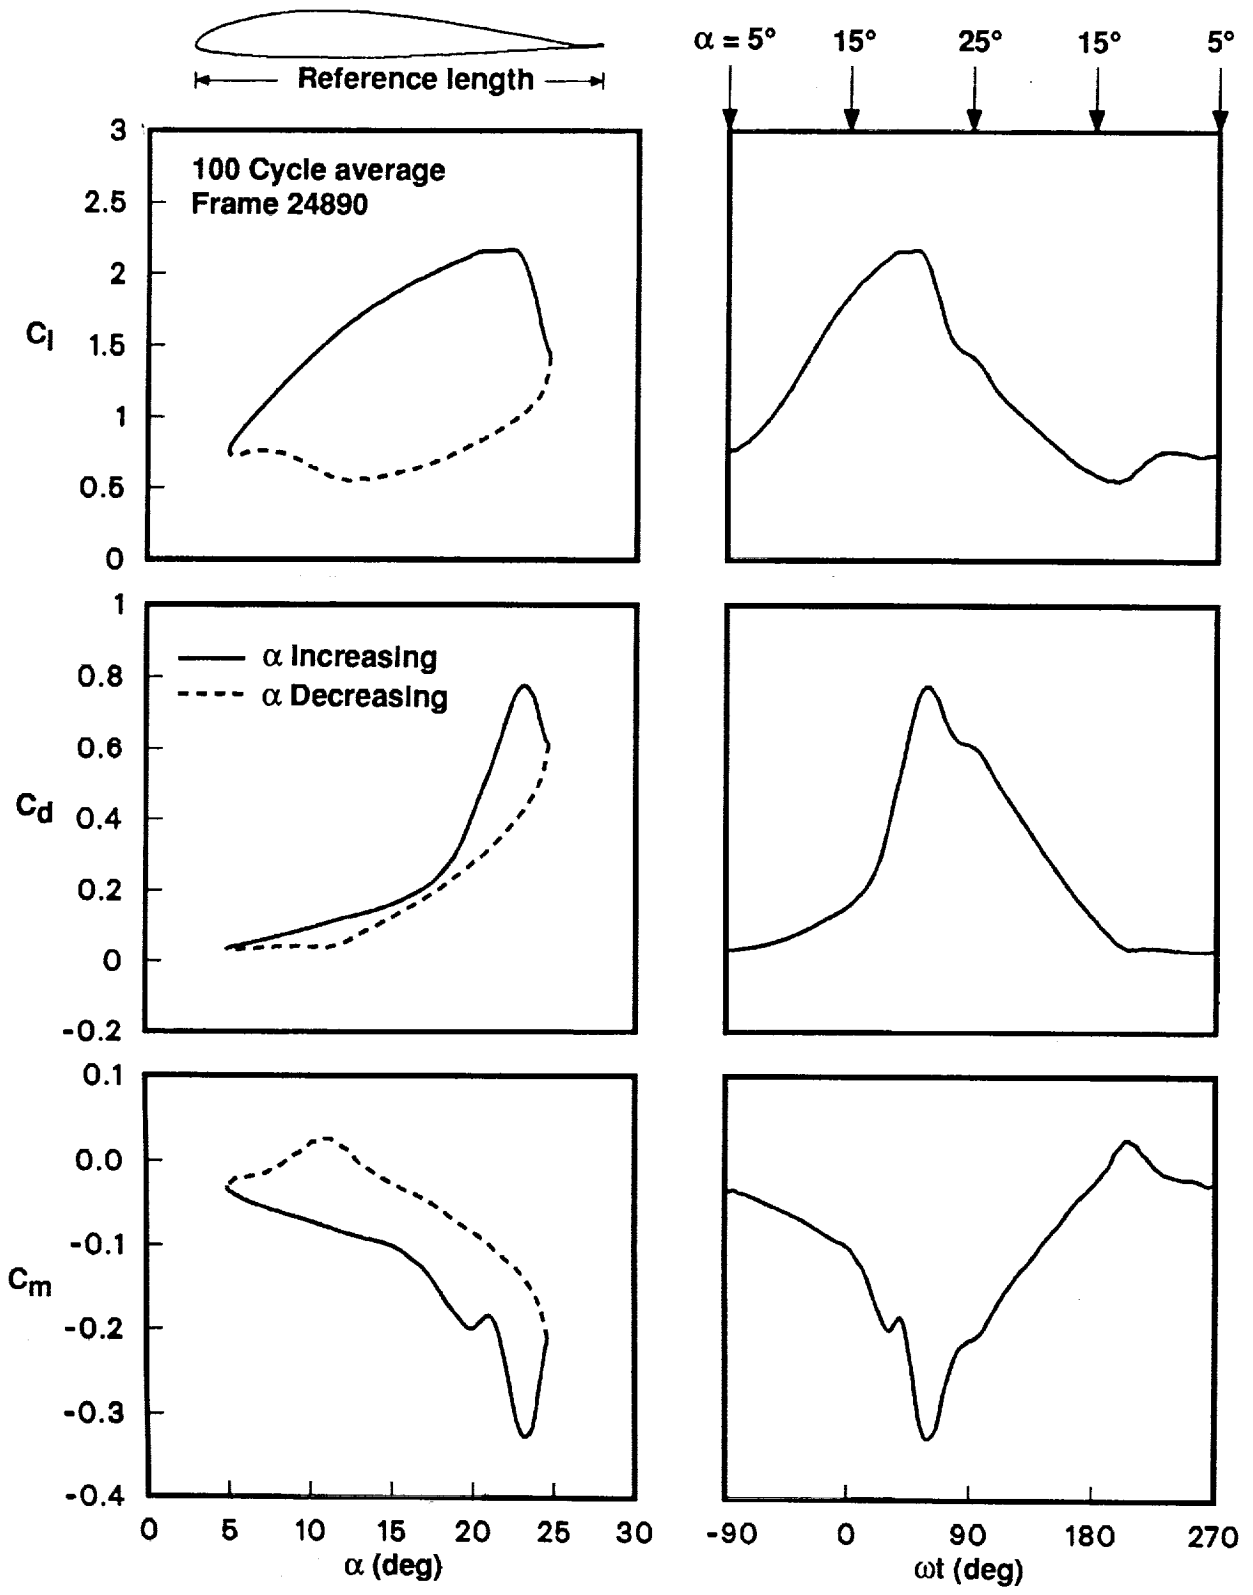 α = 5° 15° 25° 15° 5°
Reference length
3
2.5
2
1.5
1
0.5
0
Cl
100 Cycle average
Frame 24890
1
0.8
0.6
0.4
0.2
0
-0.2
Cd
α Increasing
α Decreasing
0.1
0.0
-0.1
-0.2
-0.3
-0.4
Cm
0 5 10 15 20 25 30
α (deg)
-90 0 90 180 270
ωt (deg)